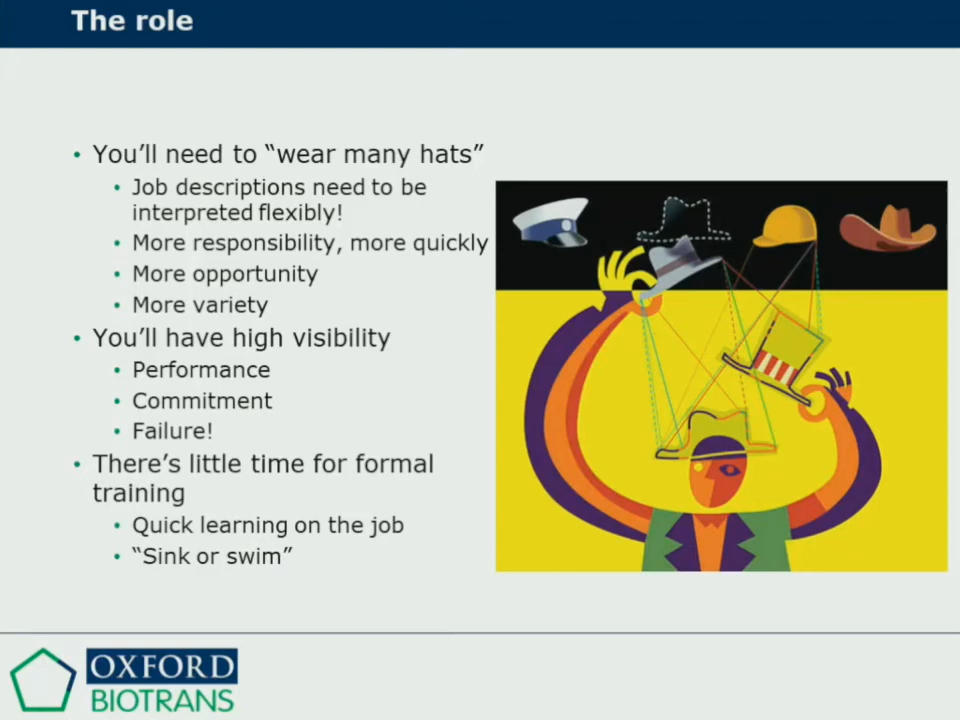 The role
• You’ll need to “wear many hats”
• Job descriptions need to be
interpreted flexibly!
• More responsibility, more quickly
• More opportunity
• More variety
• You’ll have high visibility
• Performance
• Commitment
• Failure!
• There’s little time for formal
training
• Quick learning on the job
• “Sink or swim”
OXFORD
BIOTRANS